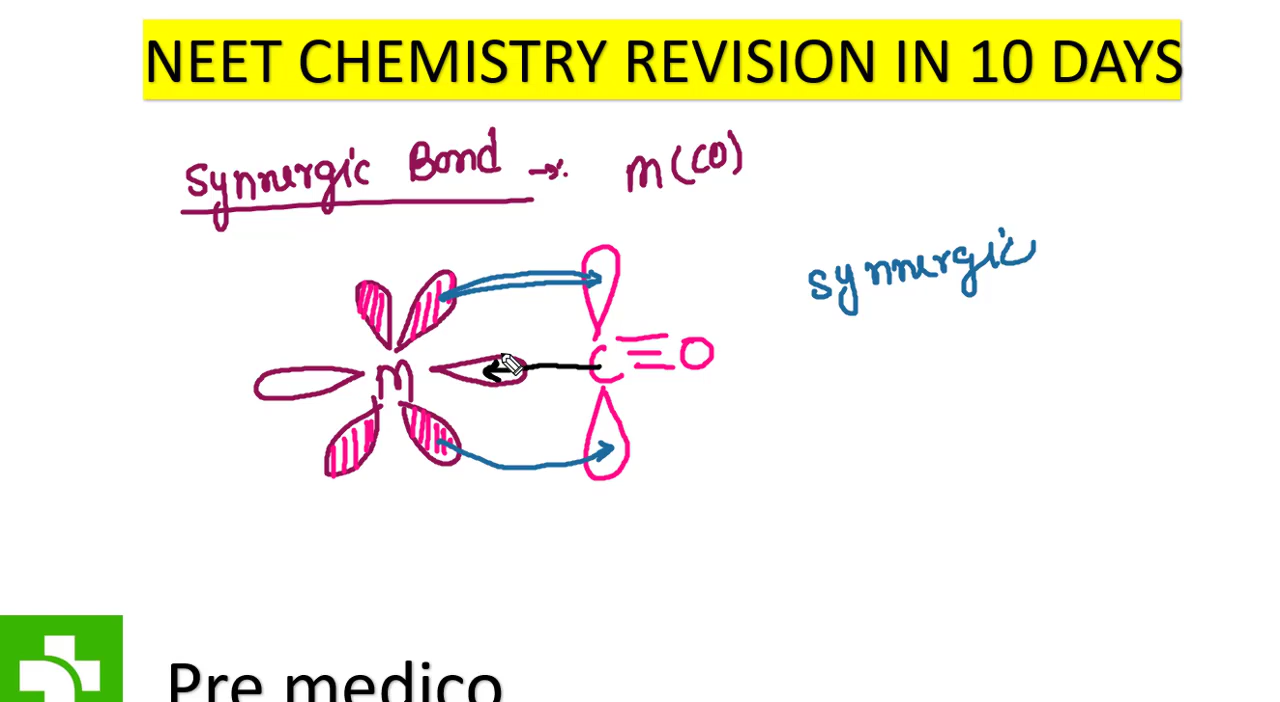 NEET CHEMISTRY REVISION IN 10 DAYS
Synnergic Bond → M(CO)
synnergic
M C≡O
Pre medico